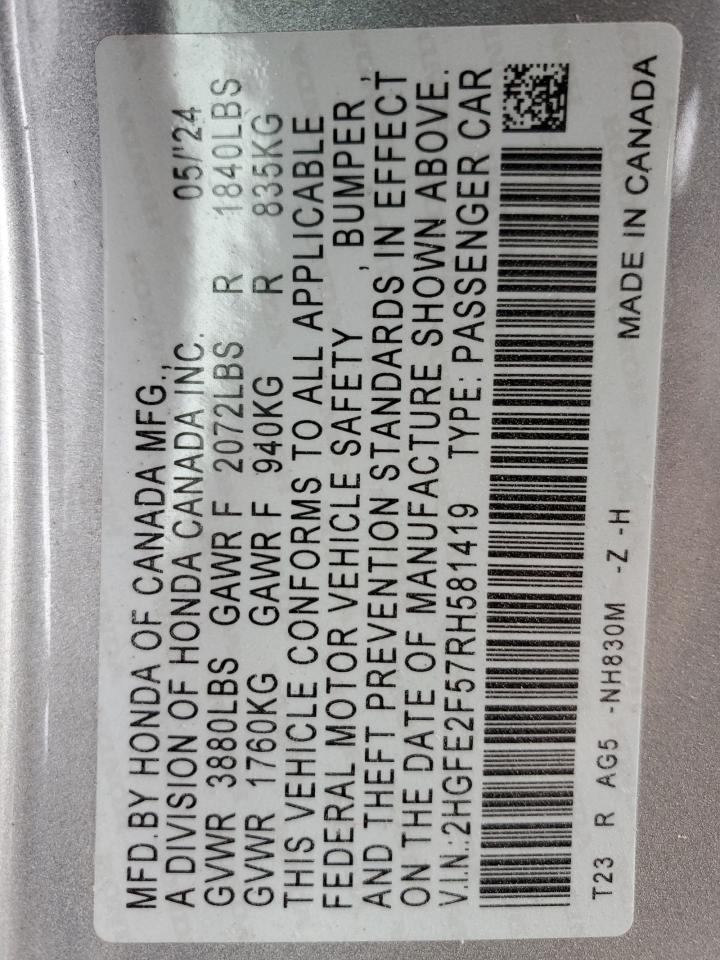 MFD.BY HONDA OF CANADA MFG.,
A DIVISION OF HONDA CANADA INC. 05/'24
GVWR 3880LBS GAWR F 2072LBS R 1840LBS
GVWR 1760KG GAWR F 940KG R 835KG
THIS VEHICLE CONFORMS TO ALL APPLICABLE
FEDERAL MOTOR VEHICLE SAFETY , BUMPER ,
AND THEFT PREVENTION STANDARDS IN EFFECT
ON THE DATE OF MANUFACTURE SHOWN ABOVE.
V.I.N.:2HGFE2F57RH581419 TYPE: PASSENGER CAR
T23 R AG5 -NH830M -Z -H
MADE IN CANADA